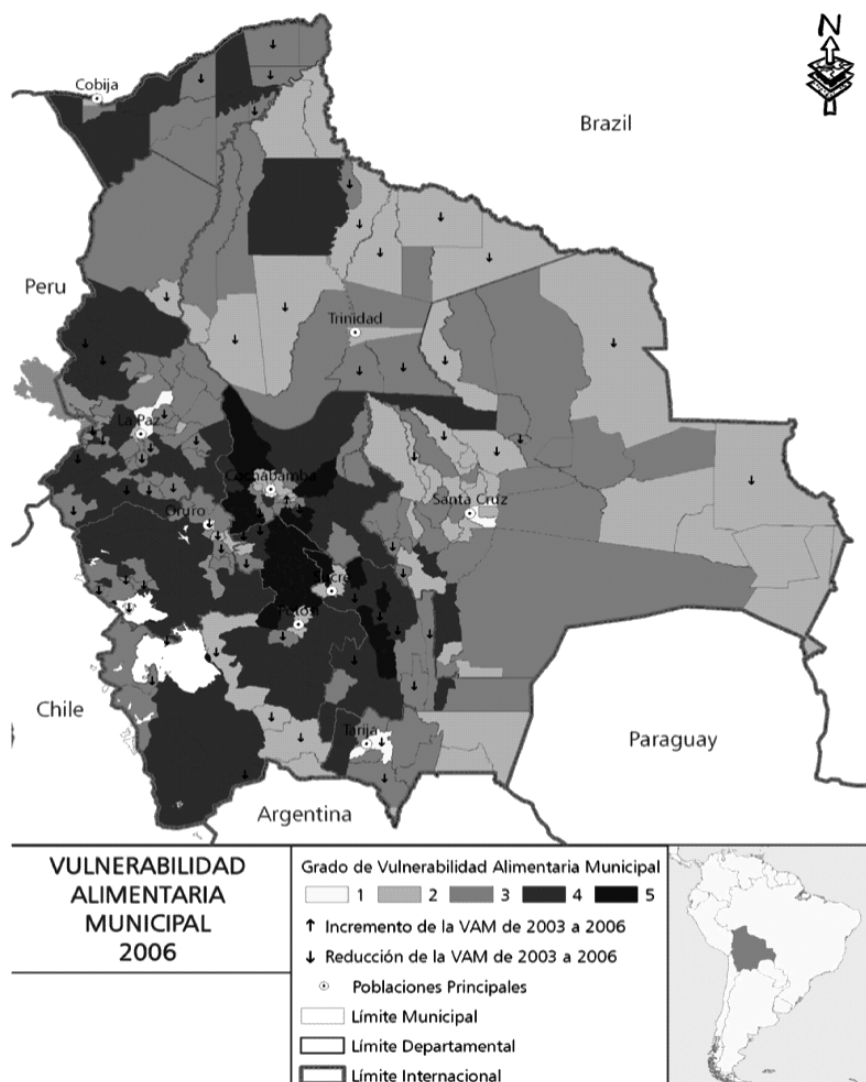 N
Cobija
Brazil
Peru
Trinidad
La Paz
Cochabamba
Santa Cruz
Oruro
Sucre
Potosí
Chile
Tarija
Paraguay
Argentina
VULNERABILIDAD
ALIMENTARIA
MUNICIPAL
2006
Grado de Vulnerabilidad Alimentaria Municipal
1 2 3 4 5
↑ Incremento de la VAM de 2003 a 2006
↓ Reducción de la VAM de 2003 a 2006
Poblaciones Principales
Límite Municipal
Límite Departamental
Límite Internacional